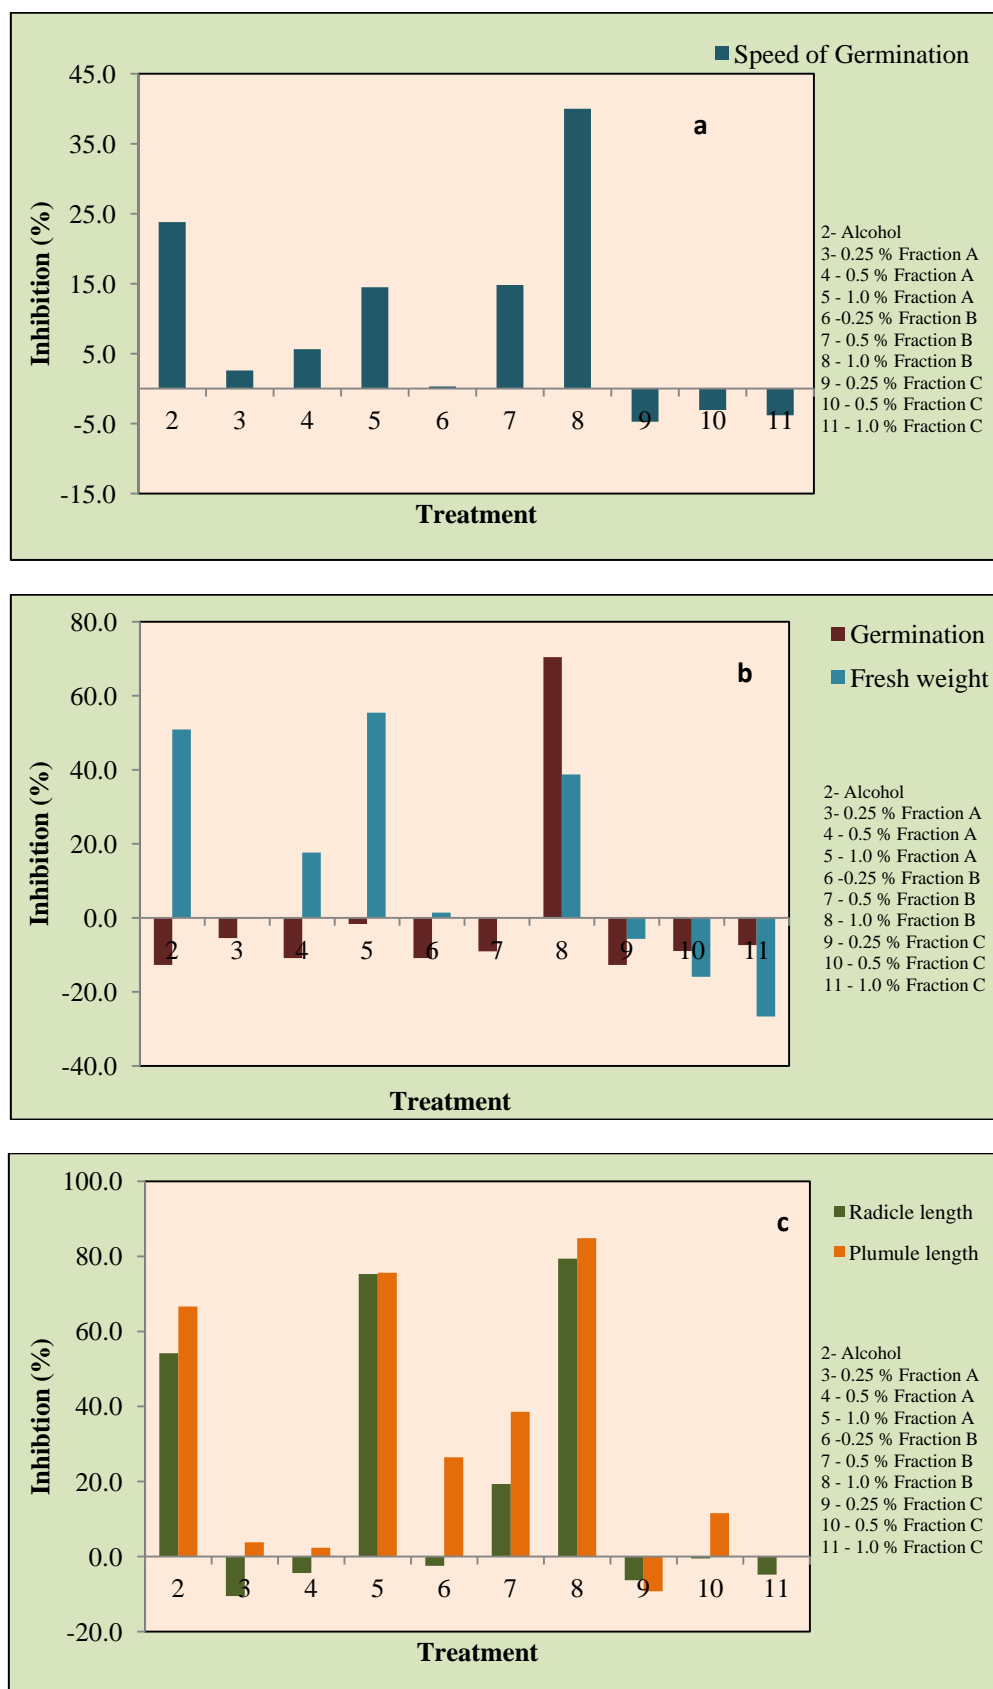 Speed of Germination
45.0
35.0
25.0
15.0
5.0
-5.0
-15.0
Inhibition (%)
a
2 3 4 5 6 7 8 9 10 11
Treatment
2- Alcohol
3- 0.25 % Fraction A
4 - 0.5 % Fraction A
5 - 1.0 % Fraction A
6 -0.25 % Fraction B
7 - 0.5 % Fraction B
8 - 1.0 % Fraction B
9 - 0.25 % Fraction C
10 - 0.5 % Fraction C
11 - 1.0 % Fraction C
80.0
60.0
40.0
20.0
0.0
-20.0
-40.0
Inhibition (%)
b
2 3 4 5 6 7 8 9 10 11
Treatment
Germination
Fresh weight
2- Alcohol
3- 0.25 % Fraction A
4 - 0.5 % Fraction A
5 - 1.0 % Fraction A
6 -0.25 % Fraction B
7 - 0.5 % Fraction B
8 - 1.0 % Fraction B
9 - 0.25 % Fraction C
10 - 0.5 % Fraction C
11 - 1.0 % Fraction C
100.0
80.0
60.0
40.0
20.0
0.0
-20.0
Inhibtion (%)
c
2 3 4 5 6 7 8 9 10 11
Treatment
Radicle length
Plumule length
2- Alcohol
3- 0.25 % Fraction A
4 - 0.5 % Fraction A
5 - 1.0 % Fraction A
6 -0.25 % Fraction B
7 - 0.5 % Fraction B
8 - 1.0 % Fraction B
9 - 0.25 % Fraction C
10 - 0.5 % Fraction C
11 - 1.0 % Fraction C